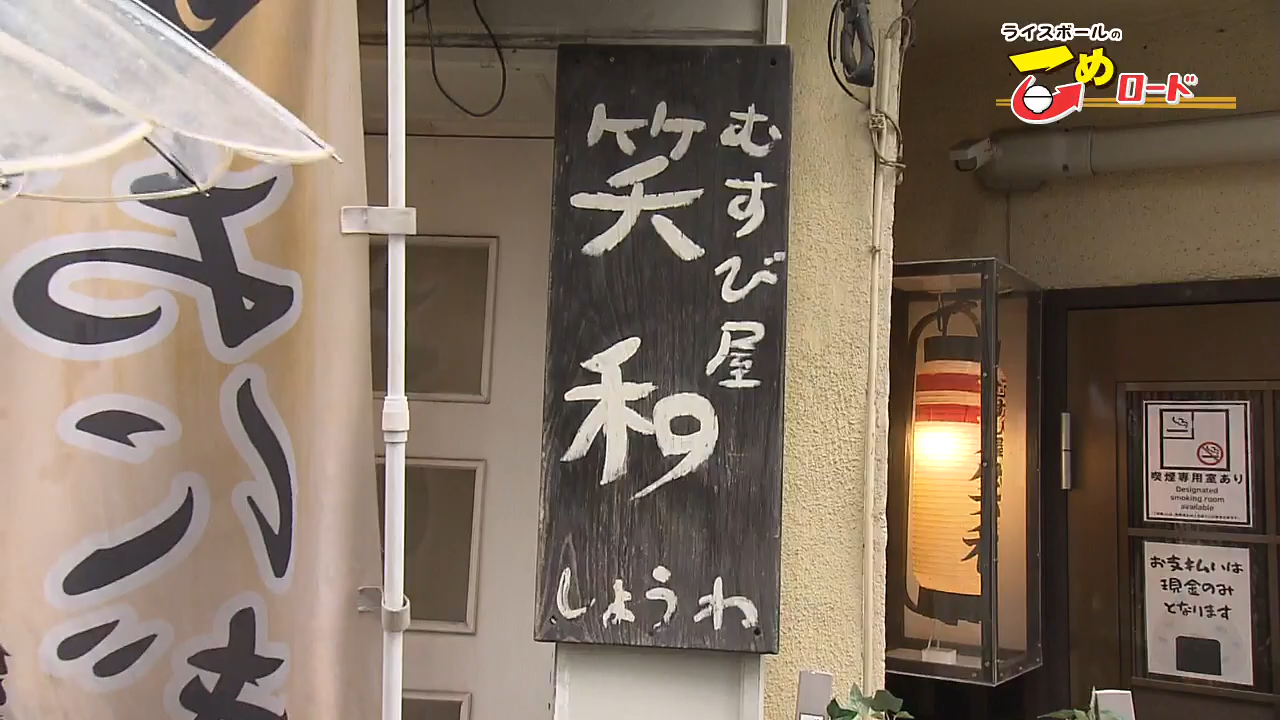 ライスボールの
こめ
ロード
むすび屋
笑和
しょうわ
喫煙専用室あり
Designated
smoking room
available
お支払いは
現金のみ
となります